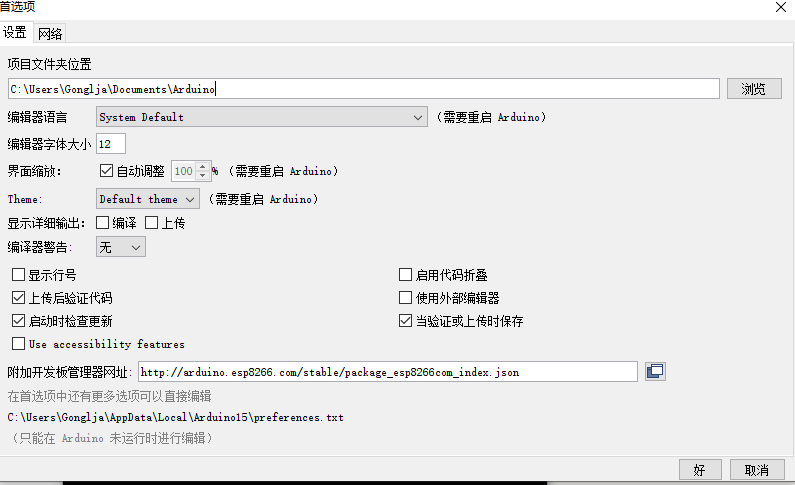 首选项
设置 网络
项目文件夹位置
C:\Users\Gonglja\Documents\Arduino 浏览
编辑器语言 System Default （需要重启 Arduino）
编辑器字体大小 12
界面缩放： 自动调整 100 % （需要重启 Arduino）
Theme: Default theme （需要重启 Arduino）
显示详细输出： 编译 上传
编译器警告: 无
显示行号 启用代码折叠
上传后验证代码 使用外部编辑器
启动时检查更新 当验证或上传时保存
Use accessibility features
附加开发板管理器网址: http://arduino.esp8266.com/stable/package_esp8266com_index.json
在首选项中还有更多选项可以直接编辑
C:\Users\Gonglja\AppData\Local\Arduino15\preferences.txt
（只能在 Arduino 未运行时进行编辑）
好 取消